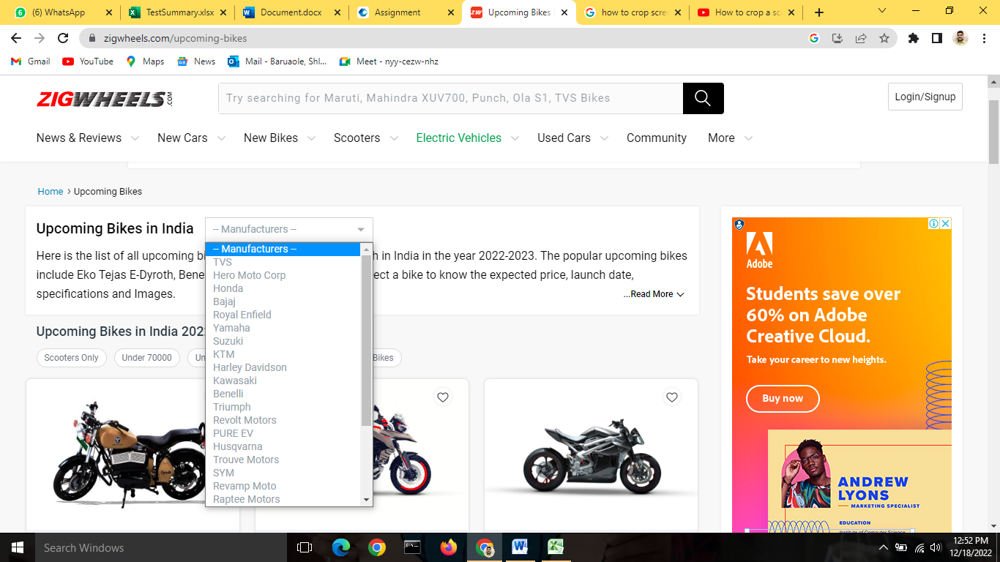 (6) WhatsApp
TestSummary.xlsx
Document.docx
Assignment
Upcoming Bikes
how to crop scre
How to crop a sc
zigwheels.com/upcoming-bikes
Gmail
YouTube
Maps
News
Mail - Baruaole, Shl...
Meet - nyy-cezw-nhz
ZIGWHEELS.COM
Try searching for Maruti, Mahindra XUV700, Punch, Ola S1, TVS Bikes
Login/Signup
News & Reviews
New Cars
New Bikes
Scooters
Electric Vehicles
Used Cars
Community
More
Home › Upcoming Bikes
Upcoming Bikes in India
-- Manufacturers --
Here is the list of all upcoming bi
h in India in the year 2022-2023. The popular upcoming bikes
include Eko Tejas E-Dyroth, Bene
ect a bike to know the expected price, launch date,
specifications and Images.
...Read More
-- Manufacturers --
TVS
Hero Moto Corp
Honda
Bajaj
Royal Enfield
Yamaha
Suzuki
KTM
Harley Davidson
Kawasaki
Benelli
Triumph
Revolt Motors
PURE EV
Husqvarna
Trouve Motors
SYM
Revamp Moto
Raptee Motors
Upcoming Bikes in India 202
Scooters Only
Under 70000
Un
Bikes
Adobe
Students save over
60% on Adobe
Creative Cloud.
Take your career to new heights.
Buy now
ANDREW
LYONS
MARKETING SPECIALIST
EDUCATION
Institute of Computer Science
Search Windows
12:52 PM
12/18/2022